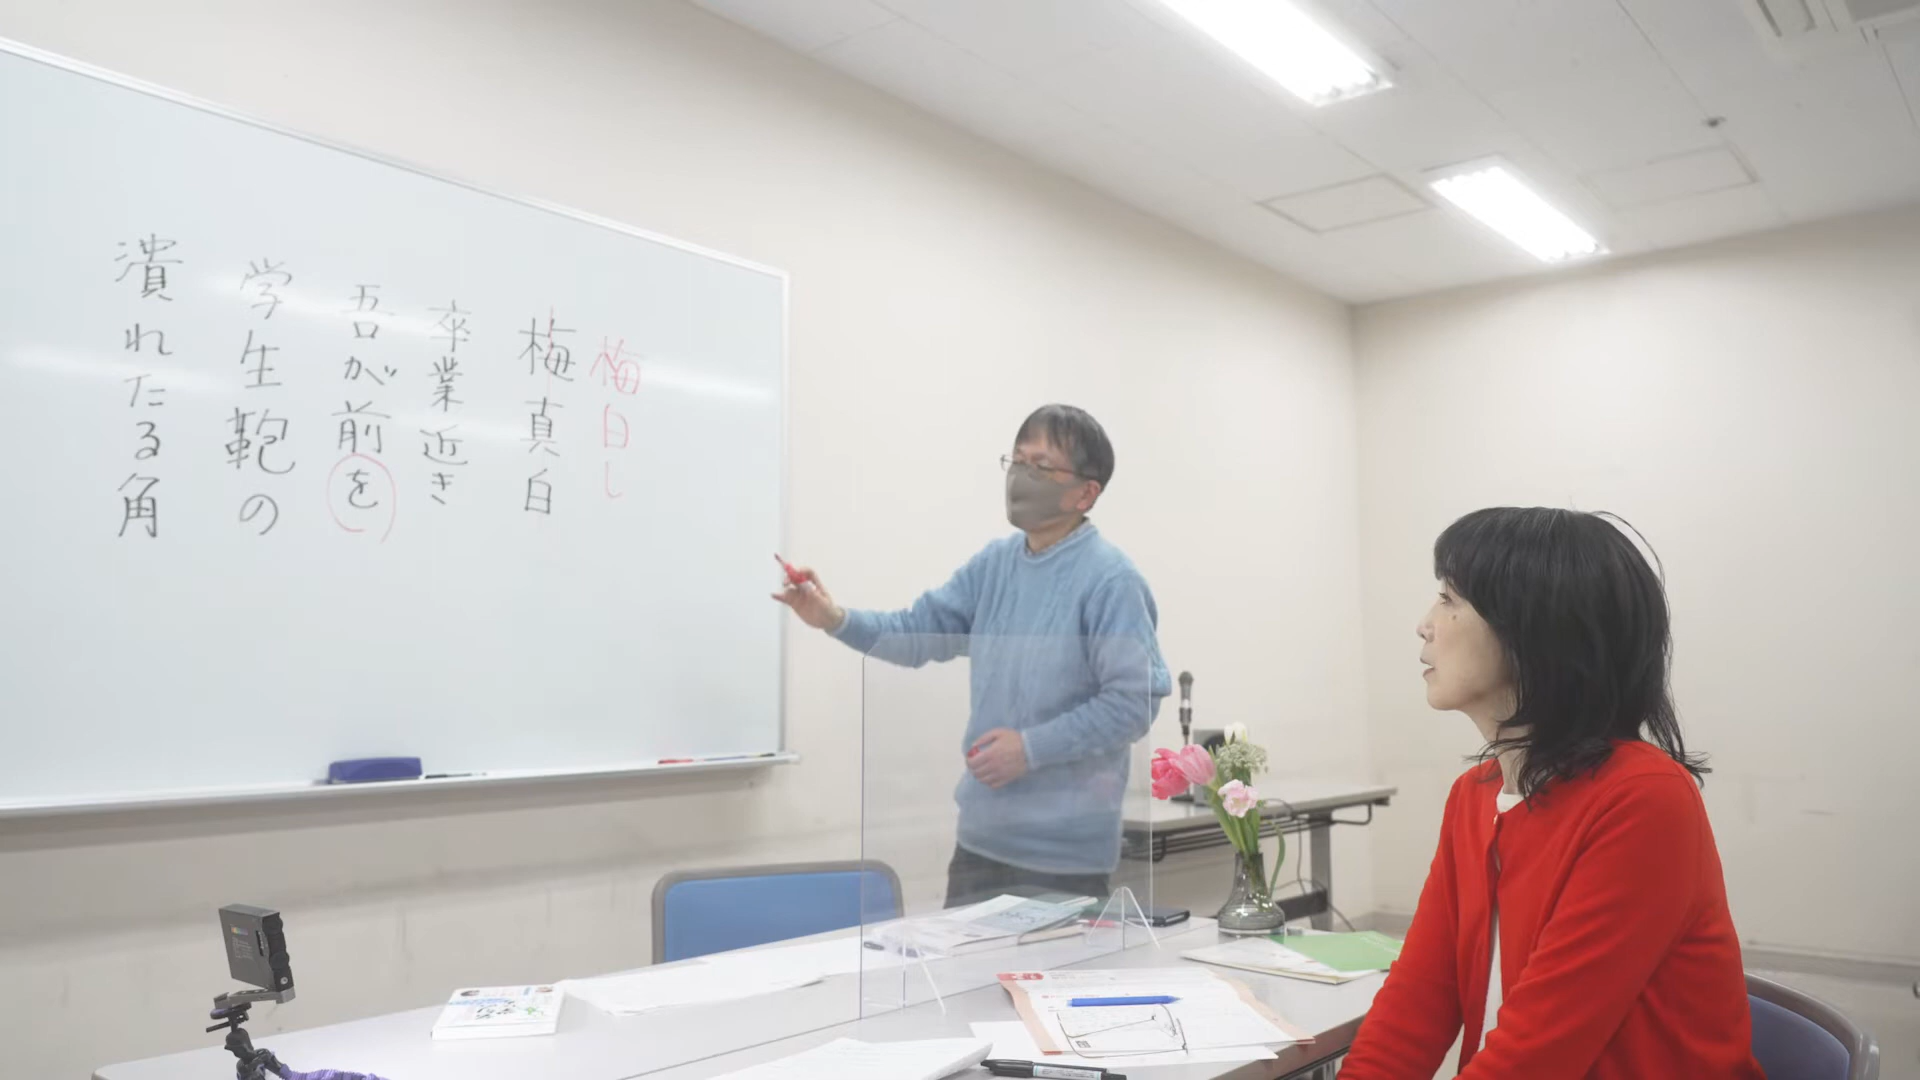 梅白し
梅真白
卒業近き
吾が前を
学生鞄の
潰れたる角